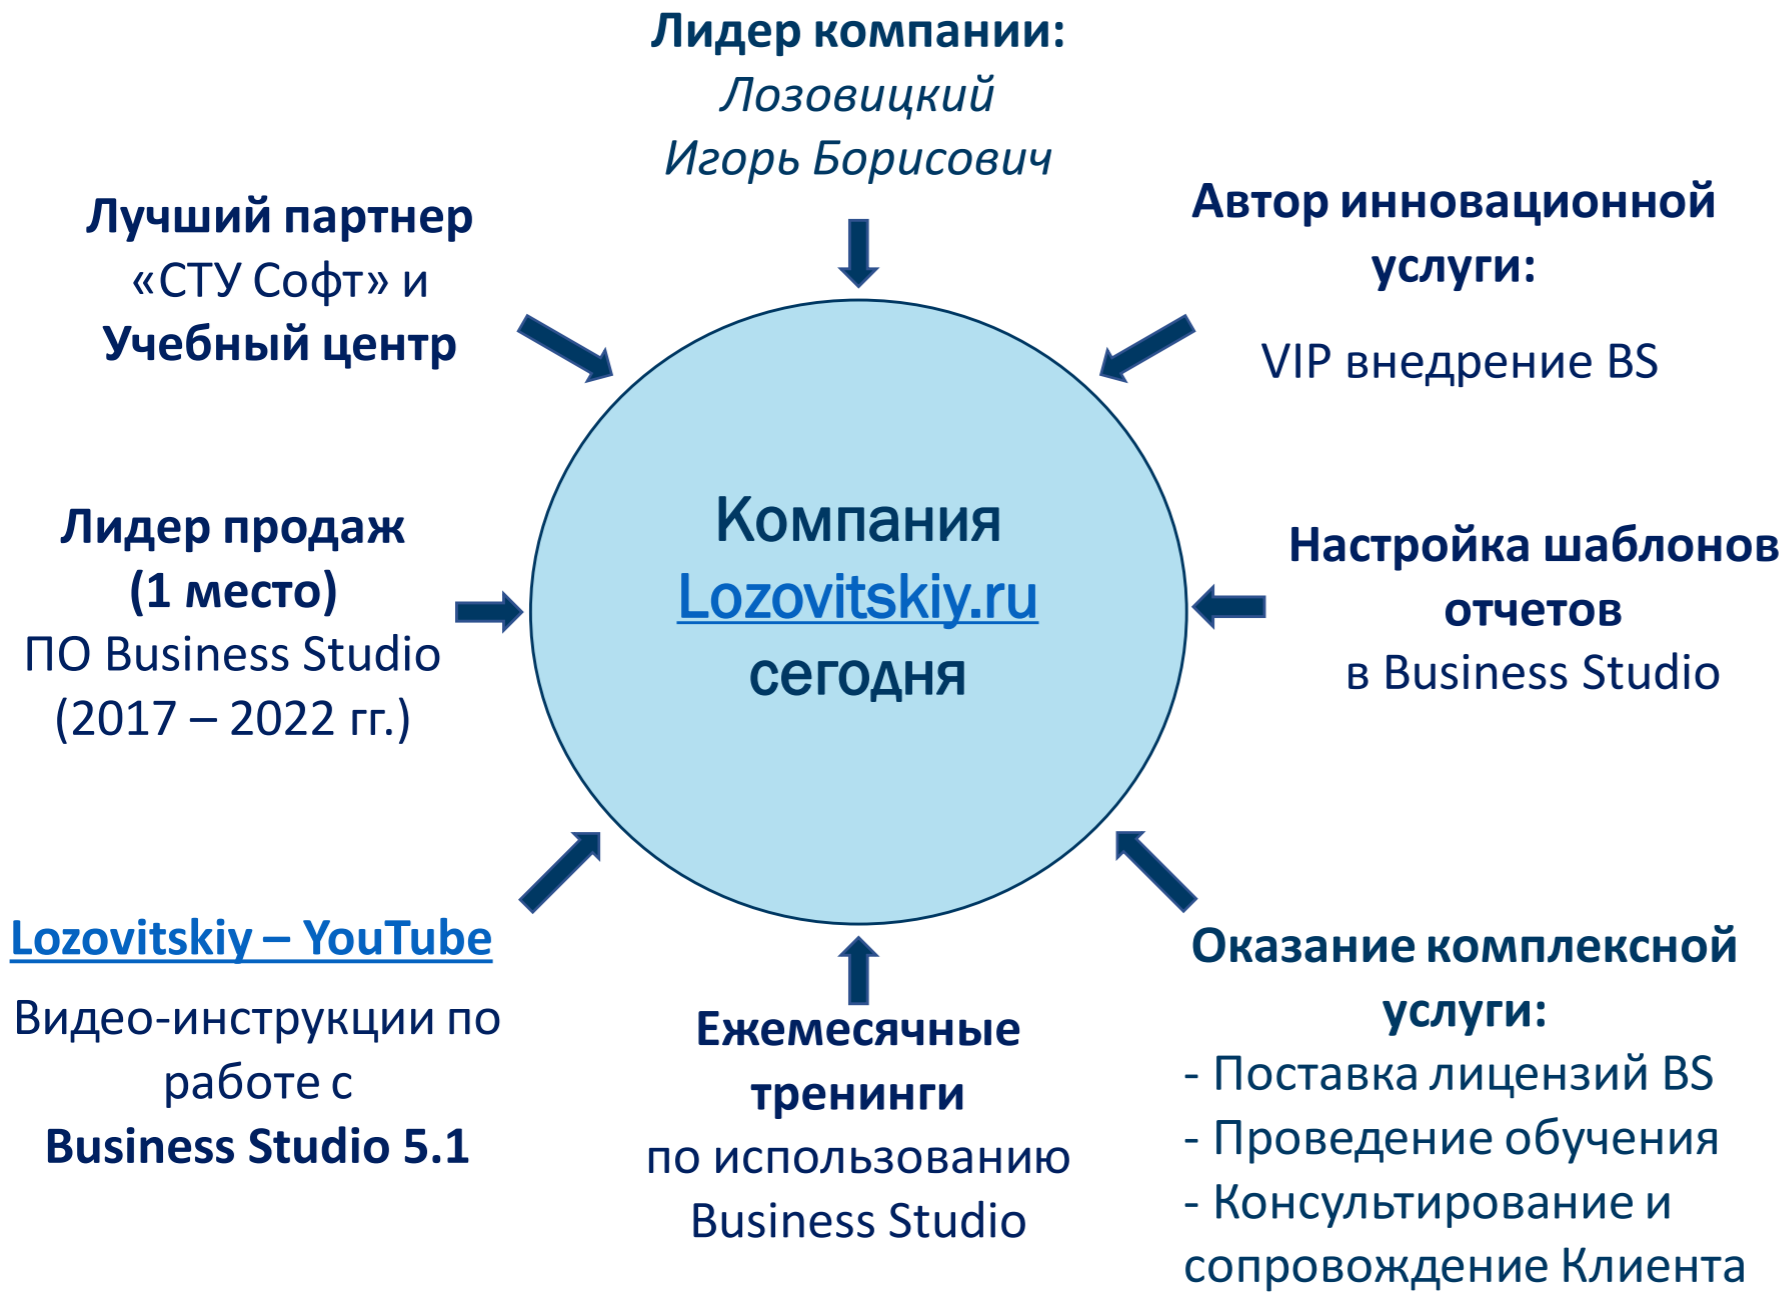 Лидер компании:
Лозовицкий
Игорь Борисович
Лучший партнер
«СТУ Софт» и
Учебный центр
Автор инновационной
услуги:
VIP внедрение BS
Лидер продаж
(1 место)
ПО Business Studio
(2017 – 2022 гг.)
Компания
Lozovitskiy.ru
сегодня
Настройка шаблонов
отчетов
в Business Studio
Lozovitskiy – YouTube
Видео-инструкции по
работе с
Business Studio 5.1
Ежемесячные
тренинги
по использованию
Business Studio
Оказание комплексной
услуги:
- Поставка лицензий BS
- Проведение обучения
- Консультирование и
сопровождение Клиента